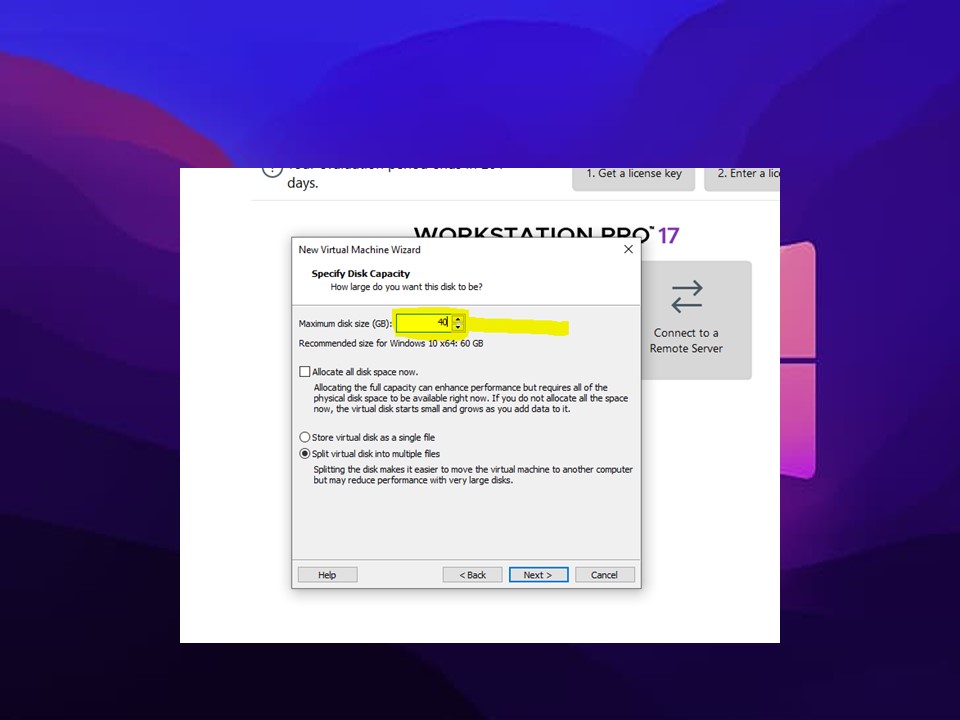 days.
1. Get a license key
2. Enter a lic
WORKSTATION PRO™ 17
New Virtual Machine Wizard
Specify Disk Capacity
How large do you want this disk to be?
Maximum disk size (GB): 40
Recommended size for Windows 10 x64: 60 GB
Allocate all disk space now.
Allocating the full capacity can enhance performance but requires all of the
physical disk space to be available right now. If you do not allocate all the space
now, the virtual disk starts small and grows as you add data to it.
Store virtual disk as a single file
Split virtual disk into multiple files
Splitting the disk makes it easier to move the virtual machine to another computer
but may reduce performance with very large disks.
Help
< Back
Next >
Cancel
Connect to a
Remote Server